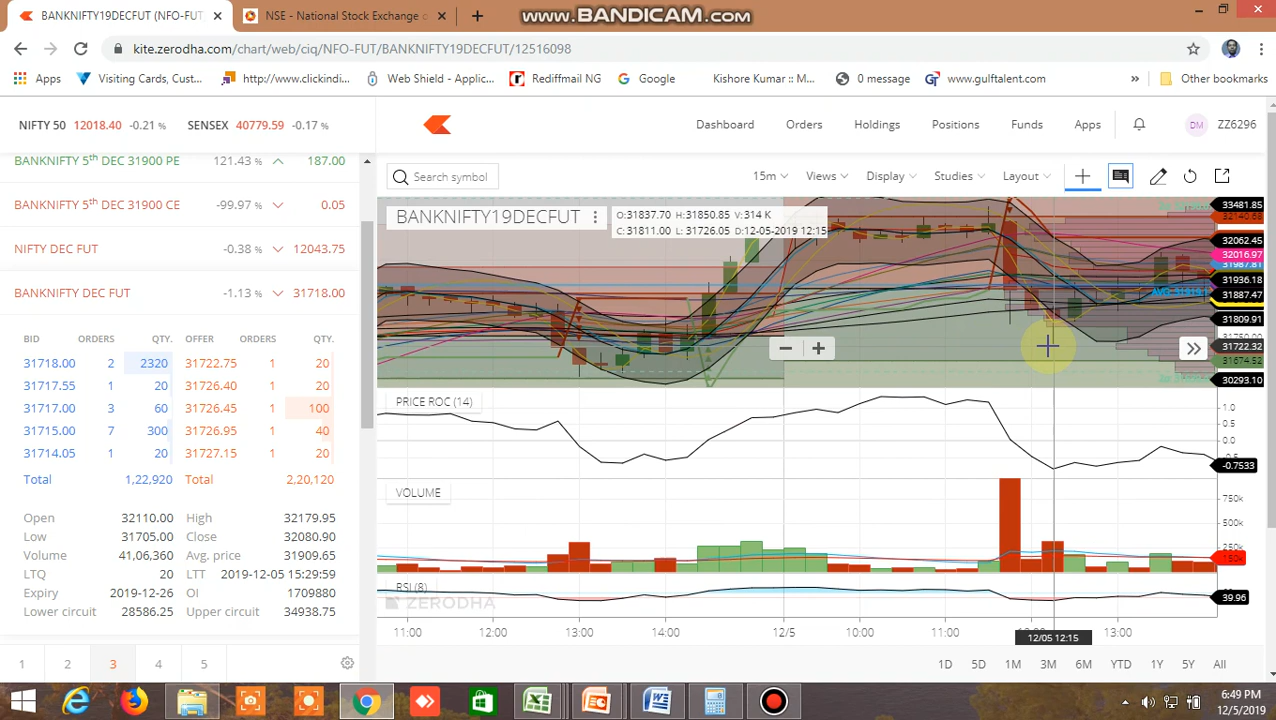 BANKNIFTY19DECFUT (NFO-FUT)
NSE - National Stock Exchange o
www.BANDICAM.com
kite.zerodha.com/chart/web/ciq/NFO-FUT/BANKNIFTY19DECFUT/12516098
Apps Visiting Cards, Cust... http://www.clickindi... Web Shield - Applic... Rediffmail NG Google Kishore Kumar :: M... 0 message www.gulftalent.com » Other bookmarks
NIFTY 50 12018.40 -0.21 % SENSEX 40779.59 -0.17 %
Dashboard Orders Holdings Positions Funds Apps DM ZZ6296
BANKNIFTY 5th DEC 31900 PE 121.43 % 187.00
BANKNIFTY 5th DEC 31900 CE -99.97 % 0.05
NIFTY DEC FUT -0.38 % 12043.75
BANKNIFTY DEC FUT -1.13 % 31718.00
BID ORDERS QTY. OFFER ORDERS QTY.
31718.00 2 2320 31722.75 1 20
31717.55 1 20 31726.40 1 20
31717.00 3 60 31726.45 1 100
31715.00 7 300 31726.95 1 40
31714.05 1 20 31727.15 1 20
Total 1,22,920 Total 2,20,120
Open 32110.00 High 32179.95
Low 31705.00 Close 32080.90
Volume 41,06,360 Avg. price 31909.65
LTQ 20 LTT 2019-12-05 15:29:59
Expiry 2019-12-26 OI 1709880
Lower circuit 28586.25 Upper circuit 34938.75
1 2 3 4 5
Search symbol 15m Views Display Studies Layout
BANKNIFTY19DECFUT
O:31837.70 H:31850.85 V:314 K
C:31811.00 L:31726.05 D:12-05-2019 12:15
33481.85
32140.68
32062.45
32016.97
31936.18
31887.47
31809.91
31722.32
31674.52
30293.10
PRICE ROC (14)
1.0
0.5
0.0
-0.7533
VOLUME
750k
500k
250k
RSI (8)
39.96
ZERODHA
11:00 12:00 13:00 14:00 12/5 10:00 11:00 13:00
12/05 12:15
1D 5D 1M 3M 6M YTD 1Y 5Y All
6:49 PM
12/5/2019